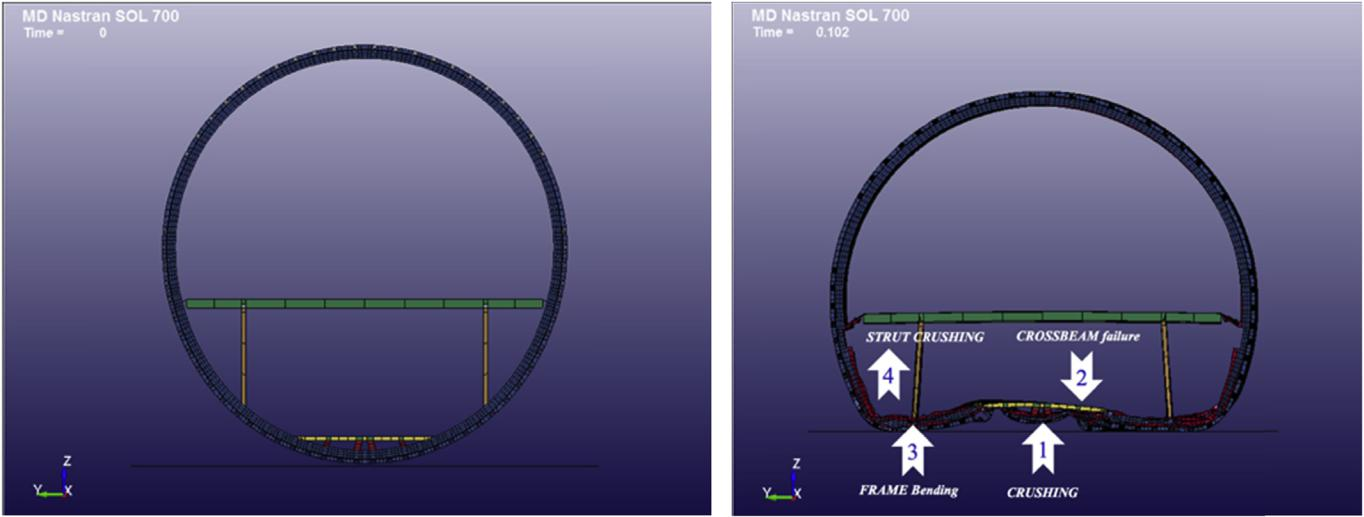 MD Nastran SOL 700
Time = 0
Z
Y
X
MD Nastran SOL 700
Time = 0.102
STRUT CRUSHING
CROSSBEAM failure
4
2
3
1
Z
Y
X
FRAME Bending
CRUSHING